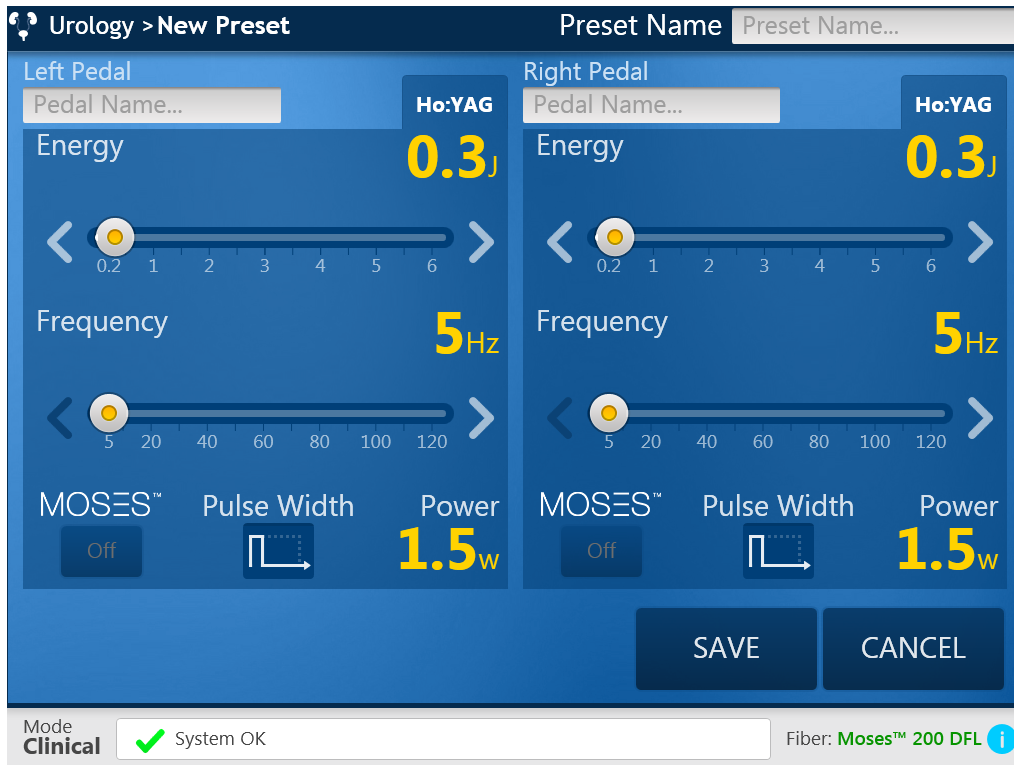 Urology > New Preset
Preset Name
Preset Name...
Left Pedal
Pedal Name...
Ho:YAG
Energy
0.3J
0.2 1 2 3 4 5 6
Frequency
5Hz
5 20 40 60 80 100 120
MOSES™
Pulse Width
Power
Off
1.5W
Right Pedal
Pedal Name...
Ho:YAG
Energy
0.3J
0.2 1 2 3 4 5 6
Frequency
5Hz
5 20 40 60 80 100 120
MOSES™
Pulse Width
Power
Off
1.5W
SAVE
CANCEL
Mode
Clinical
System OK
Fiber: Moses™ 200 DFL
i